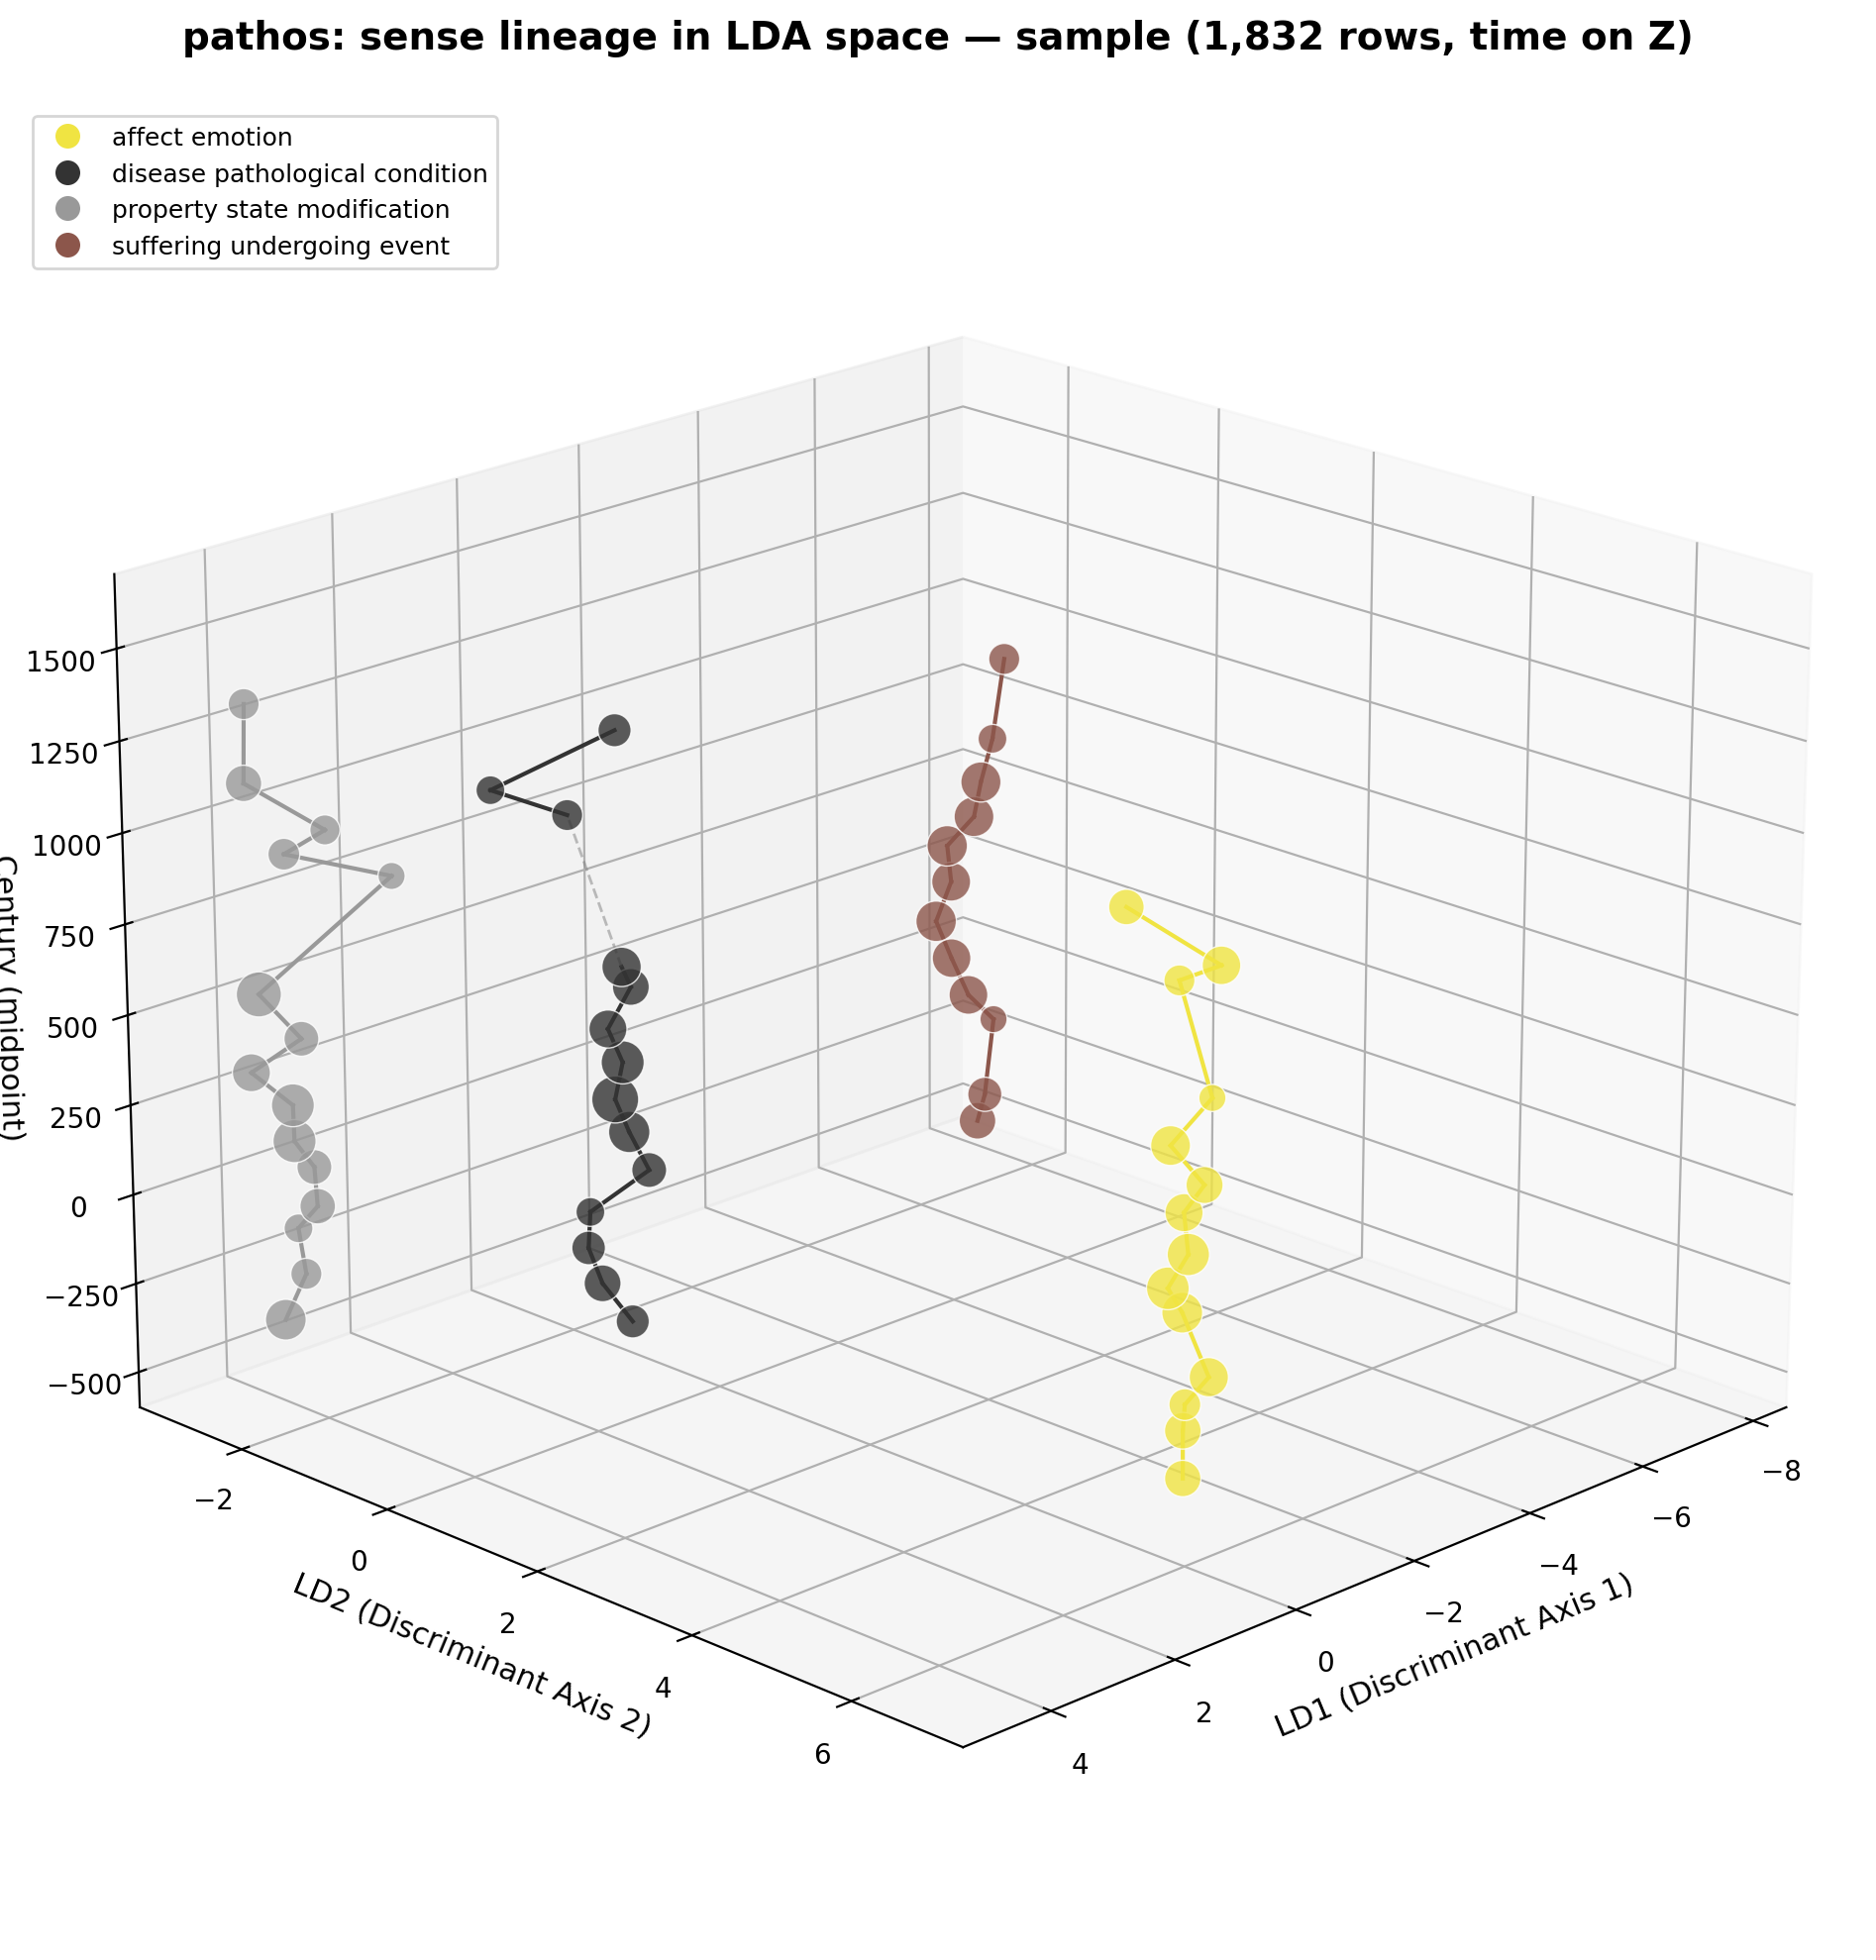 pathos: sense lineage in LDA space — sample (1,832 rows, time on Z)
affect emotion
disease pathological condition
property state modification
suffering undergoing event
1500
1250
1000
750
500
250
0
−250
−500
Century (midpoint)
−2
0
2
4
6
LD2 (Discriminant Axis 2)
−8
−6
−4
−2
0
2
4
LD1 (Discriminant Axis 1)